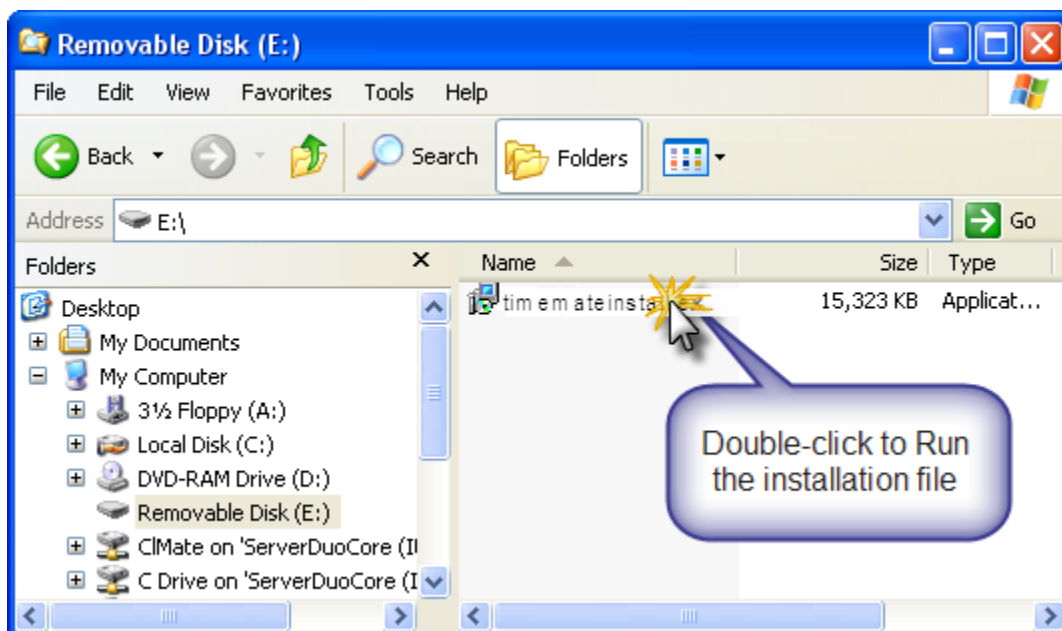 Removable Disk (E:)
File Edit View Favorites Tools Help
Back Search Folders
Address E:\ Go
Folders × Name Size Type
Desktop 15,323 KB Applicat...
My Documents
My Computer
3½ Floppy (A:)
Local Disk (C:)
DVD-RAM Drive (D:)
Removable Disk (E:)
ClMate on 'ServerDuoCore (
C Drive on 'ServerDuoCore (
Double-click to Run
the installation file